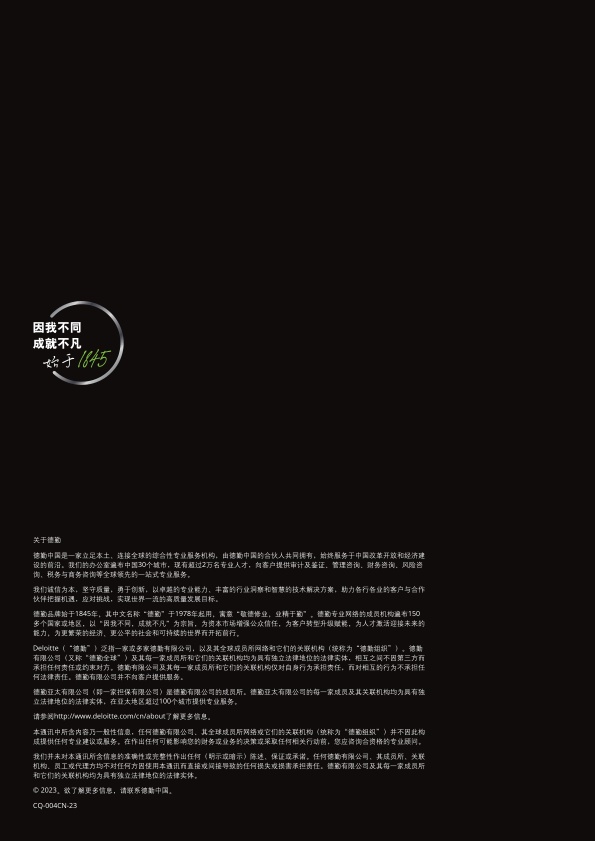 因我不同
成就不凡
始于1845
关于德勤
德勤中国是一家立足本土、连接全球的综合性专业服务机构，由德勤中国的合伙人共同拥有，始终服务于中国改革开放和经济建
设的前沿。我们的办公室遍布中国30个城市，现有超过2万名专业人才，向客户提供审计及鉴证、管理咨询、财务咨询、风险咨
询、税务与商务咨询等全球领先的一站式专业服务。
我们诚信为本，坚守质量，勇于创新，以卓越的专业能力、丰富的行业洞察和智慧的技术解决方案，助力各行各业的客户与合作
伙伴把握机遇，应对挑战，实现世界一流的高质量发展目标。
德勤品牌始于1845年，其中文名称“德勤”于1978年起用，寓意“敬德修业，业精于勤”。德勤专业网络的成员机构遍布150
多个国家或地区，以“因我不同，成就不凡”为宗旨，为资本市场增强公众信任，为客户转型升级赋能，为人才激活迎接未来的
能力，为更繁荣的经济、更公平的社会和可持续的世界而开拓前行。
Deloitte（“德勤”）泛指一家或多家德勤有限公司，以及其全球成员所网络和它们的关联机构（统称为“德勤组织”）。德勤
有限公司（又称“德勤全球”）及其每一家成员所和它们的关联机构均为具有独立法律地位的法律实体，相互之间不因第三方而
承担任何责任或约束对方。德勤有限公司及其每一家成员所和它们的关联机构仅对自身行为承担责任，而对相互的行为不承担任
何法律责任。德勤有限公司并不向客户提供服务。
德勤亚太有限公司（即一家担保有限公司）是德勤有限公司的成员所。德勤亚太有限公司的每一家成员及其关联机构均为具有独
立法律地位的法律实体，在亚太地区超过100个城市提供专业服务。
请参阅http://www.deloitte.com/cn/about了解更多信息。
本通讯中所含内容乃一般性信息，任何德勤有限公司、其全球成员所网络或它们的关联机构（统称为“德勤组织”）并不因此构
成提供任何专业建议或服务。在作出任何可能影响您的财务或业务的决策或采取任何相关行动前，您应咨询合资格的专业顾问。
我们并未对本通讯所含信息的准确性或完整性作出任何（明示或暗示）陈述、保证或承诺。任何德勤有限公司、其成员所、关联
机构、员工或代理方均不对任何方因使用本通讯而直接或间接导致的任何损失或损害承担责任。德勤有限公司及其每一家成员所
和它们的关联机构均为具有独立法律地位的法律实体。
© 2023。欲了解更多信息，请联系德勤中国。
CQ-004CN-23